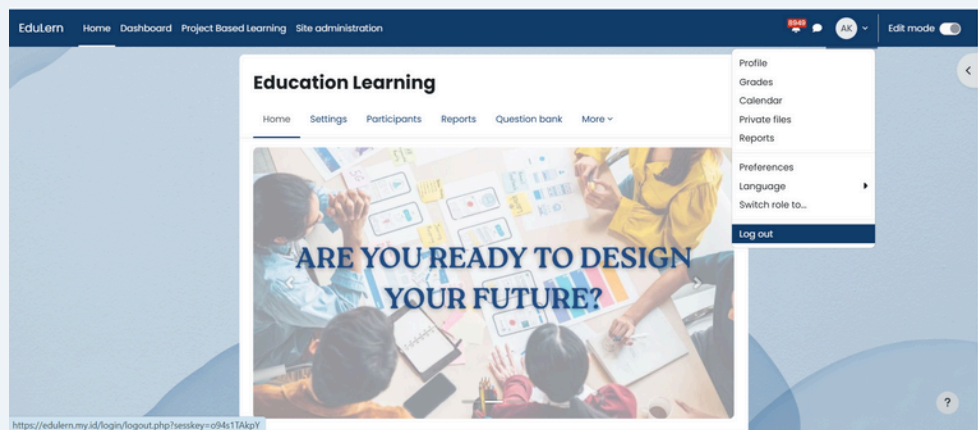 EduLern Home Dashboard Project Based Learning Site administration 8949 AK Edit mode
Profile
Grades
Calendar
Private files
Reports
Preferences
Language
Switch role to...
Log out
Education Learning
Home Settings Participants Reports Question bank More
ARE YOU READY TO DESIGN
YOUR FUTURE?
?
https://edulern.my.id/login/logout.php?sesskey=o94s1TAkpY